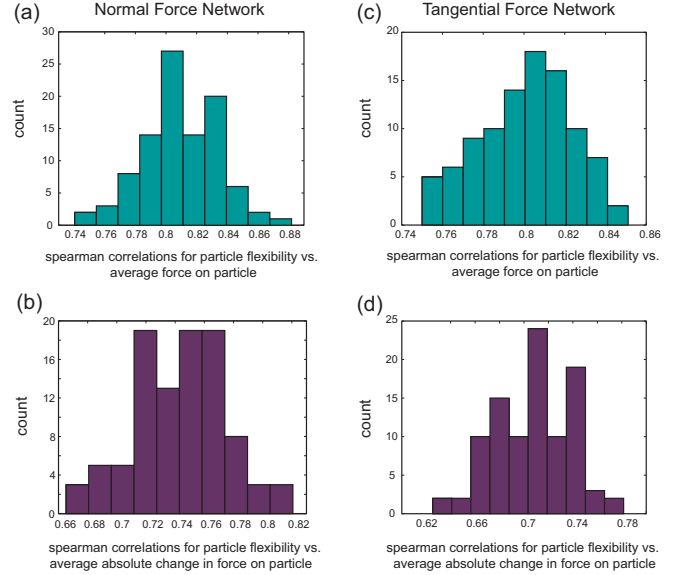 (a)
Normal Force Network
30
25
20
15
10
5
0
count
0.74 0.76 0.78 0.80 0.82 0.84 0.86 0.88
spearman correlations for particle flexibility vs.
average force on particle
(c)
Tangential Force Network
20
15
10
5
0
count
0.74 0.76 0.78 0.8 0.82 0.84 0.86
spearman correlations for particle flexibility vs.
average force on particle
(b)
20
16
12
8
4
0
count
0.66 0.68 0.7 0.72 0.74 0.76 0.78 0.8 0.82
spearman correlations for particle flexibility vs.
average absolute change in force on particle
(d)
25
20
15
10
5
0
count
0.62 0.66 0.7 0.74 0.78
spearman correlations for particle flexibility vs.
average absolute change in force on particle